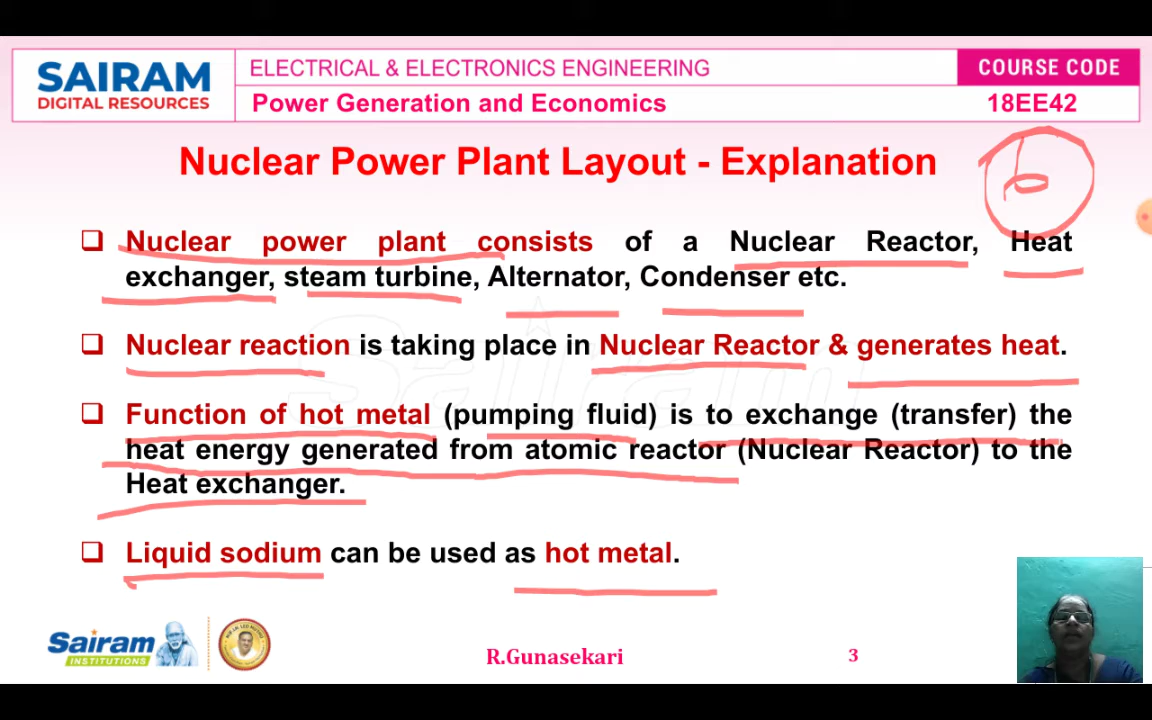 SAIRAM
DIGITAL RESOURCES
ELECTRICAL & ELECTRONICS ENGINEERING
COURSE CODE
Power Generation and Economics
18EE42
Nuclear Power Plant Layout - Explanation
Nuclear power plant consists of a Nuclear Reactor, Heat
exchanger, steam turbine, Alternator, Condenser etc.
Nuclear reaction is taking place in Nuclear Reactor & generates heat.
Function of hot metal (pumping fluid) is to exchange (transfer) the
heat energy generated from atomic reactor (Nuclear Reactor) to the
Heat exchanger.
Liquid sodium can be used as hot metal.
Sairam
INSTITUTIONS
R.Gunasekari
3
Sairam